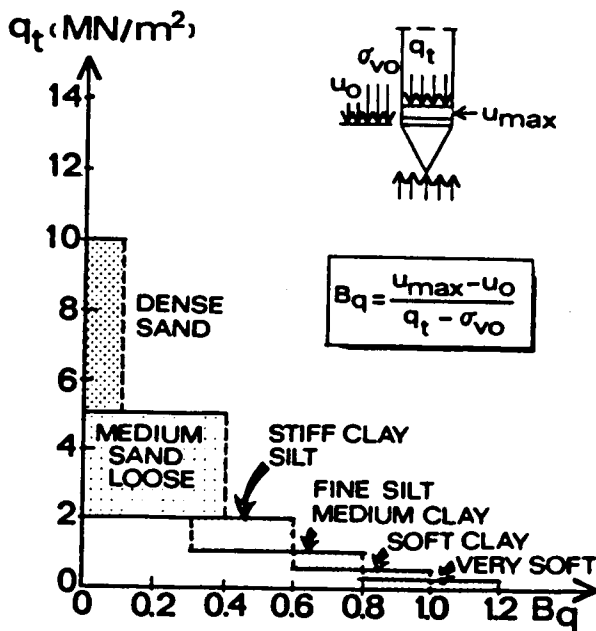 qt (MN/m²)
14
12
10
8
6
4
2
0
σvo
qt
uo
umax
Bq = umax-uo / qt - σvo
DENSE
SAND
MEDIUM
SAND
LOOSE
STIFF CLAY
SILT
FINE SILT
MEDIUM CLAY
SOFT CLAY
VERY SOFT
0 0.2 0.4 0.6 0.8 1.0 1.2 Bq